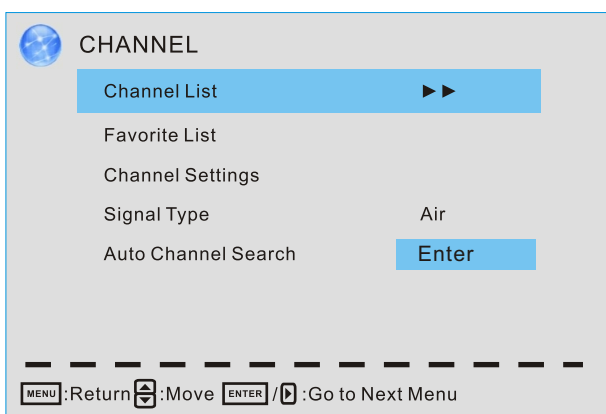 CHANNEL
Channel List ►►
Favorite List
Channel Settings
Signal Type Air
Auto Channel Search Enter
MENU :Return :Move ENTER / :Go to Next Menu